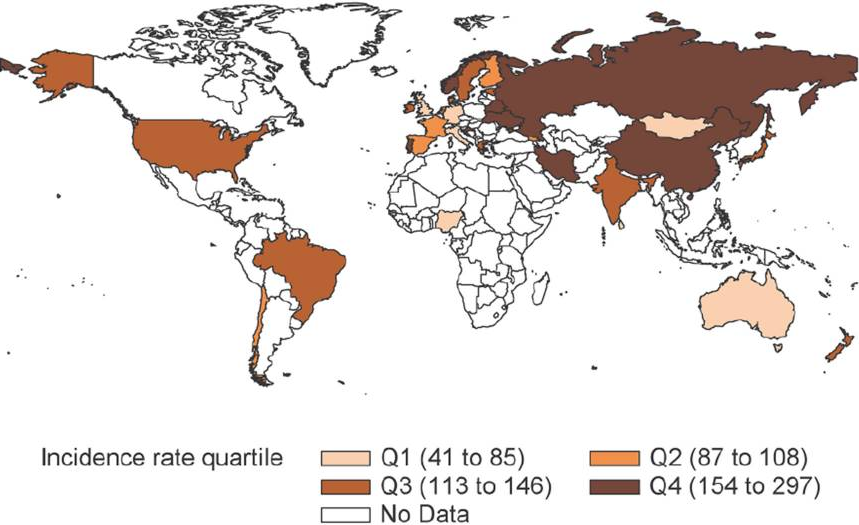 Incidence rate quartile
Q1 (41 to 85)
Q2 (87 to 108)
Q3 (113 to 146)
Q4 (154 to 297)
No Data